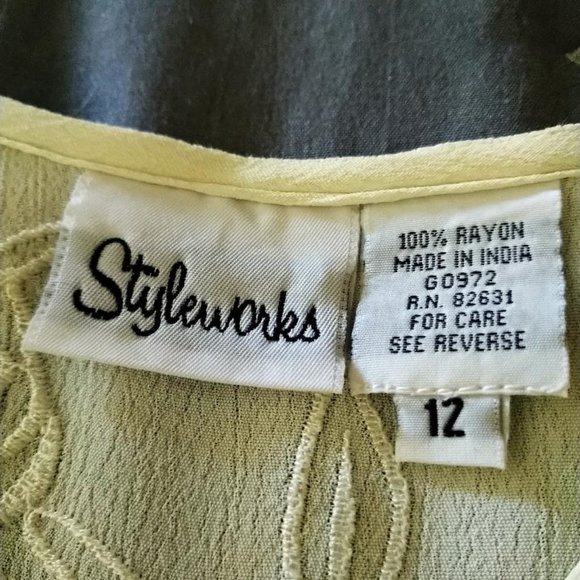 Styleworks
100% RAYON
MADE IN INDIA
G0972
R.N. 82631
FOR CARE
SEE REVERSE
12